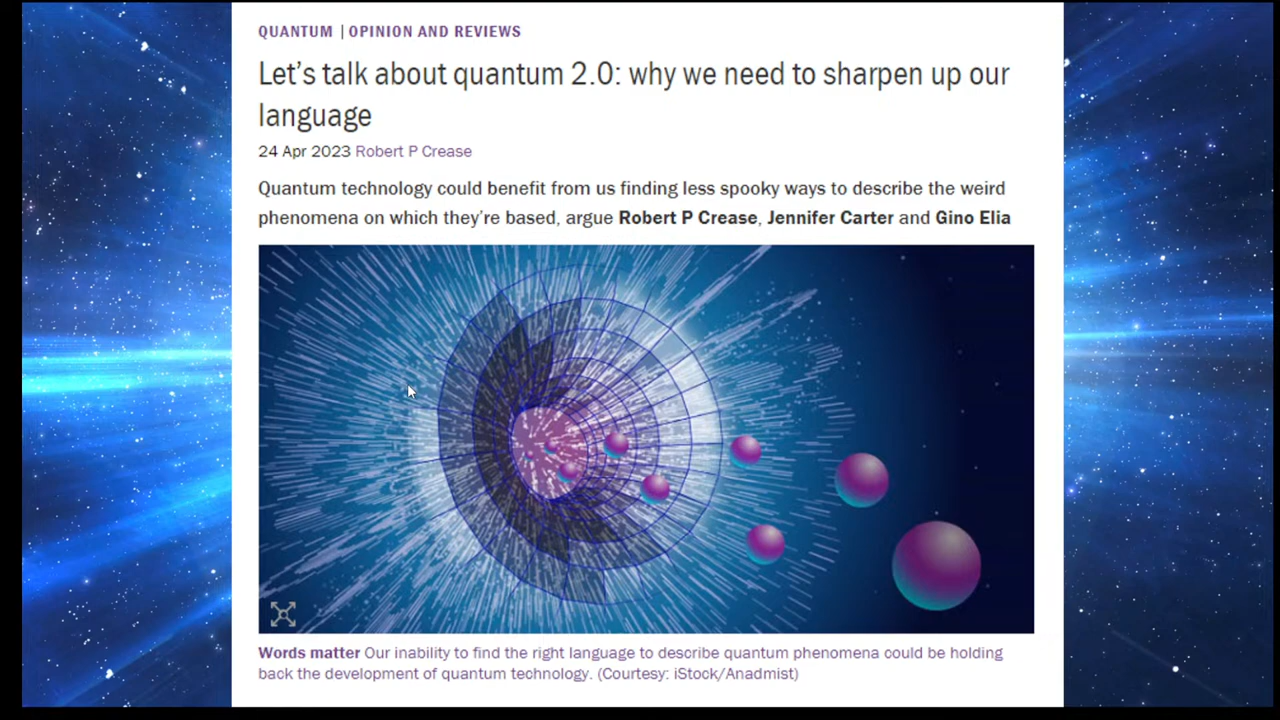 QUANTUM | OPINION AND REVIEWS
Let's talk about quantum 2.0: why we need to sharpen up our
language
24 Apr 2023 Robert P Crease
Quantum technology could benefit from us finding less spooky ways to describe the weird
phenomena on which they're based, argue Robert P Crease, Jennifer Carter and Gino Elia
Words matter Our inability to find the right language to describe quantum phenomena could be holding
back the development of quantum technology. (Courtesy: iStock/Anadmist)